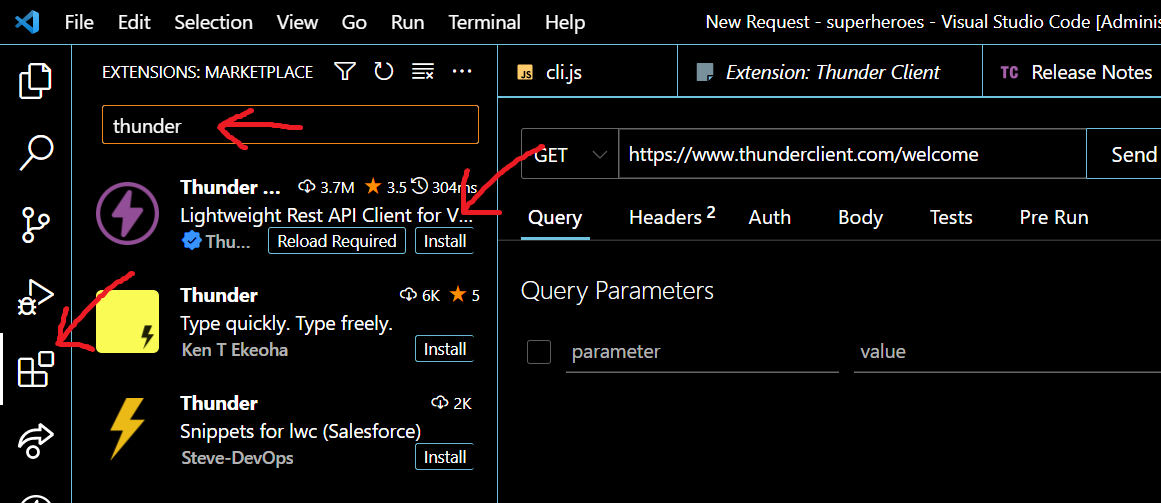 File Edit Selection View Go Run Terminal Help New Request - superheroes - Visual Studio Code [Adminis
EXTENSIONS: MARKETPLACE
JS cli.js Extension: Thunder Client TC Release Notes
thunder
GET https://www.thunderclient.com/welcome Send
Thunder ... 3.7M 3.5 304ms
Lightweight Rest API Client for V...
Thu... Reload Required Install
Query Headers 2 Auth Body Tests Pre Run
Thunder 6K 5
Type quickly. Type freely.
Ken T Ekeoha Install
Query Parameters
parameter value
Thunder 2K
Snippets for lwc (Salesforce)
Steve-DevOps Install